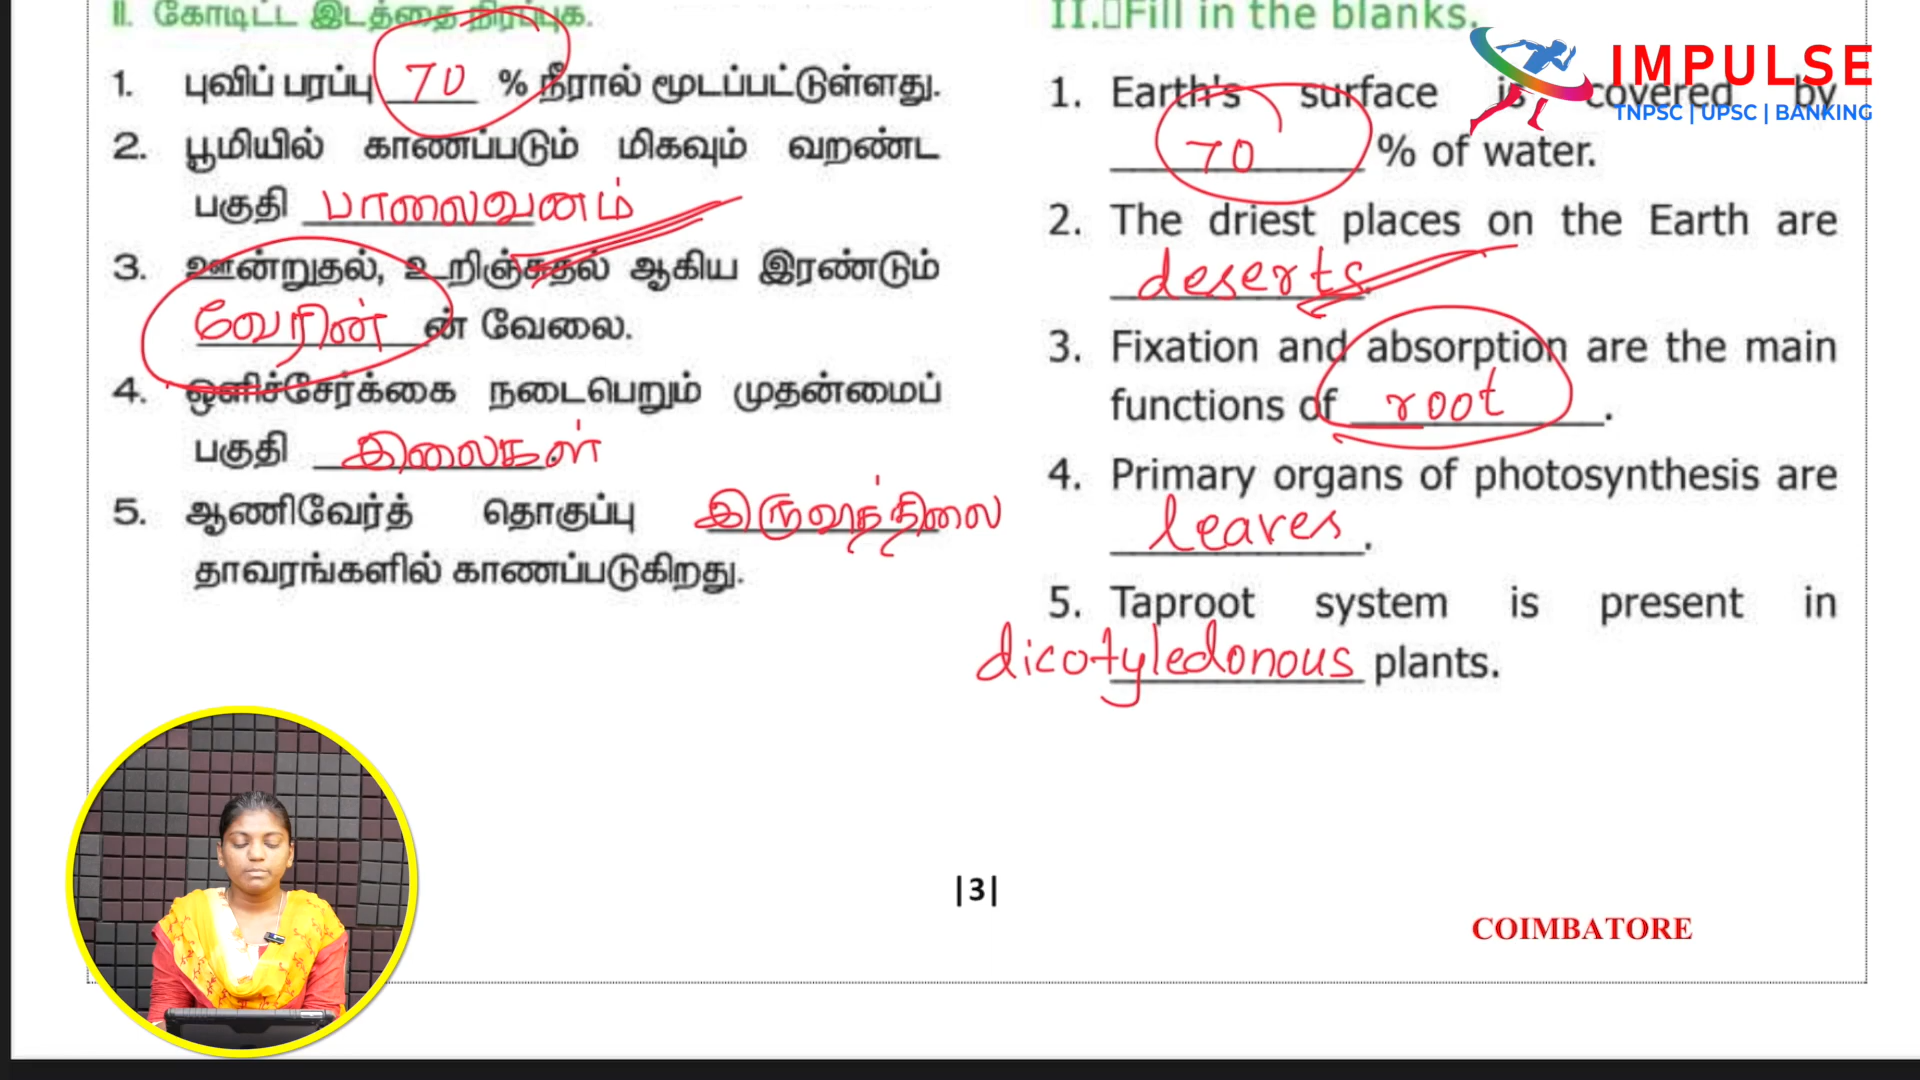 II. கோடிட்ட இடத்தை நிரப்புக.
1. புவிப் பரப்பு 70 % நீரால் மூடப்பட்டுள்ளது.
2. பூமியில் காணப்படும் மிகவும் வறண்ட
பகுதி பாலைவனம்
3. ஊன்றுதல், உறிஞ்சுதல் ஆகிய இரண்டும்
வேரின் ன் வேலை.
4. ஒளிச்சேர்க்கை நடைபெறும் முதன்மைப்
பகுதி இலைகள்
5. ஆணிவேர்த் தொகுப்பு இருவித்திலை
தாவரங்களில் காணப்படுகிறது.
II. Fill in the blanks.
1. Earth's surface is covered by
70 % of water.
2. The driest places on the Earth are
deserts.
3. Fixation and absorption are the main
functions of root.
4. Primary organs of photosynthesis are
leaves.
5. Taproot system is present in
dicotyledonous plants.
IMPULSE
TNPSC | UPSC | BANKING
|3|
COIMBATORE